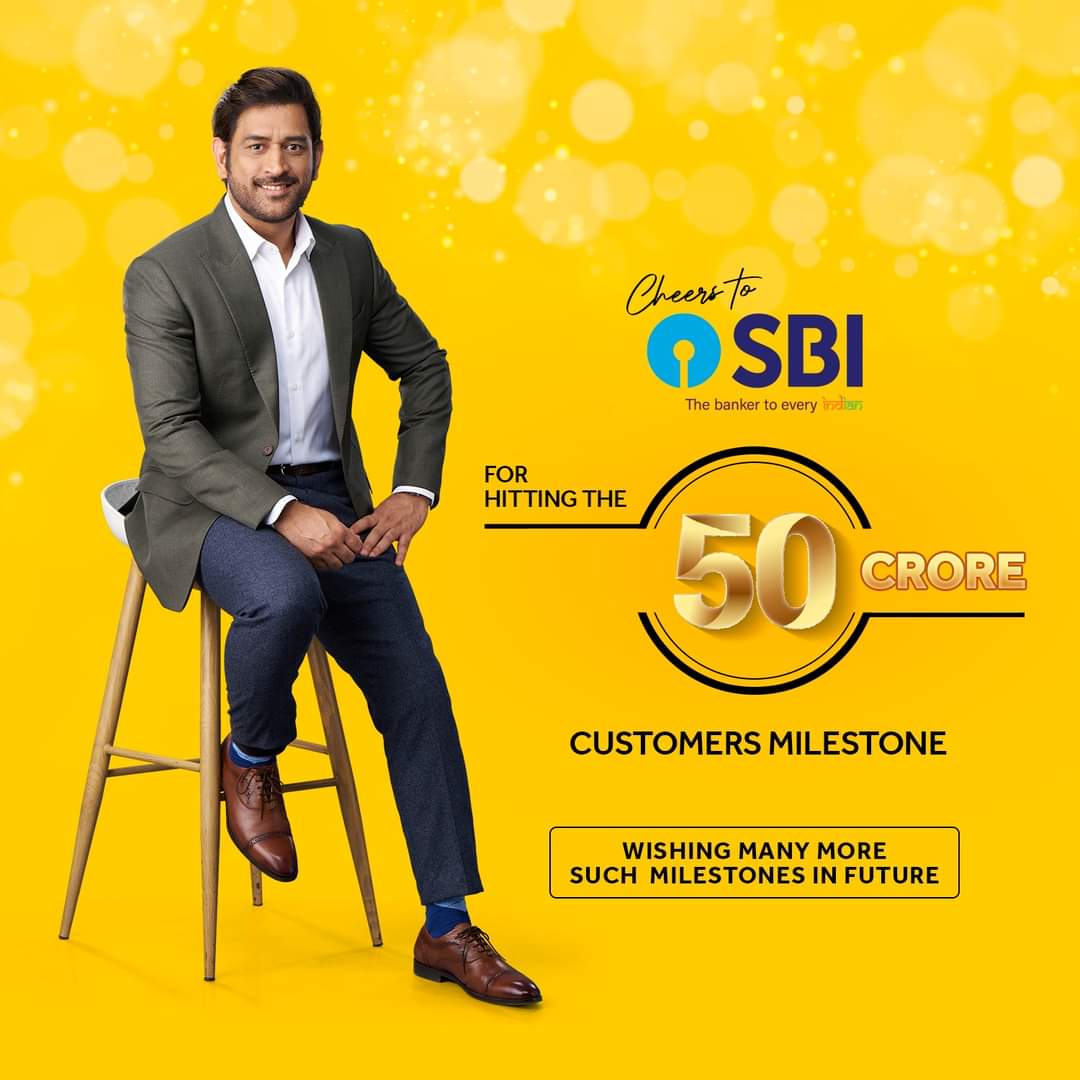 Cheers to
SBI
The banker to every indian
FOR
HITTING THE
50 CRORE
CUSTOMERS MILESTONE
WISHING MANY MORE
SUCH MILESTONES IN FUTURE